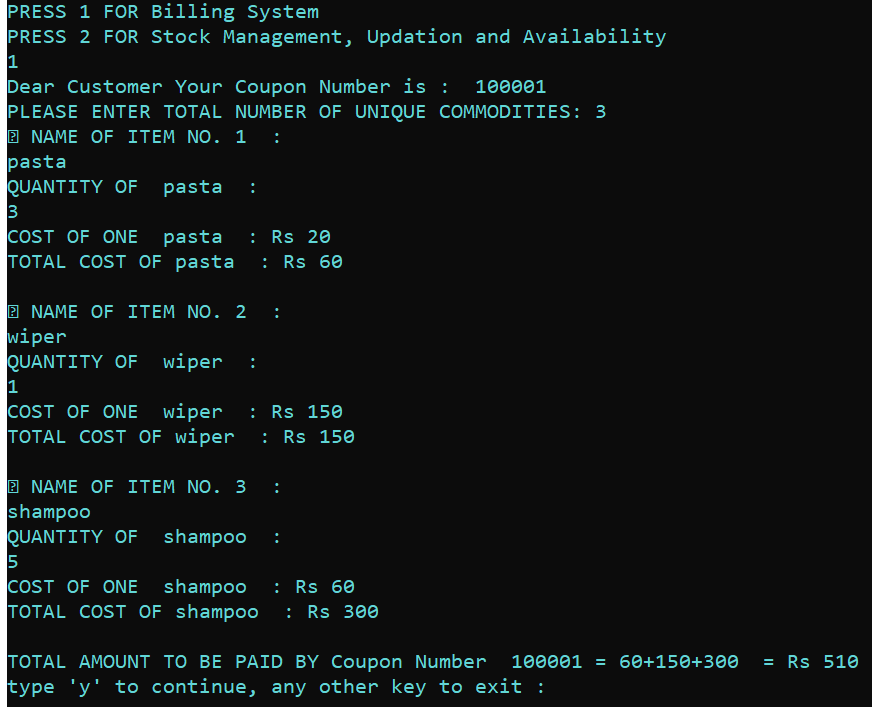 PRESS 1 FOR Billing System
PRESS 2 FOR Stock Management, Updation and Availability
1
Dear Customer Your Coupon Number is :  100001
PLEASE ENTER TOTAL NUMBER OF UNIQUE COMMODITIES: 3
⍰ NAME OF ITEM NO. 1  :
pasta
QUANTITY OF  pasta  :
3
COST OF ONE  pasta  : Rs 20
TOTAL COST OF pasta  : Rs 60

⍰ NAME OF ITEM NO. 2  :
wiper
QUANTITY OF  wiper  :
1
COST OF ONE  wiper  : Rs 150
TOTAL COST OF wiper  : Rs 150

⍰ NAME OF ITEM NO. 3  :
shampoo
QUANTITY OF  shampoo  :
5
COST OF ONE  shampoo  : Rs 60
TOTAL COST OF shampoo  : Rs 300

TOTAL AMOUNT TO BE PAID BY Coupon Number  100001 = 60+150+300  = Rs 510
type 'y' to continue, any other key to exit :